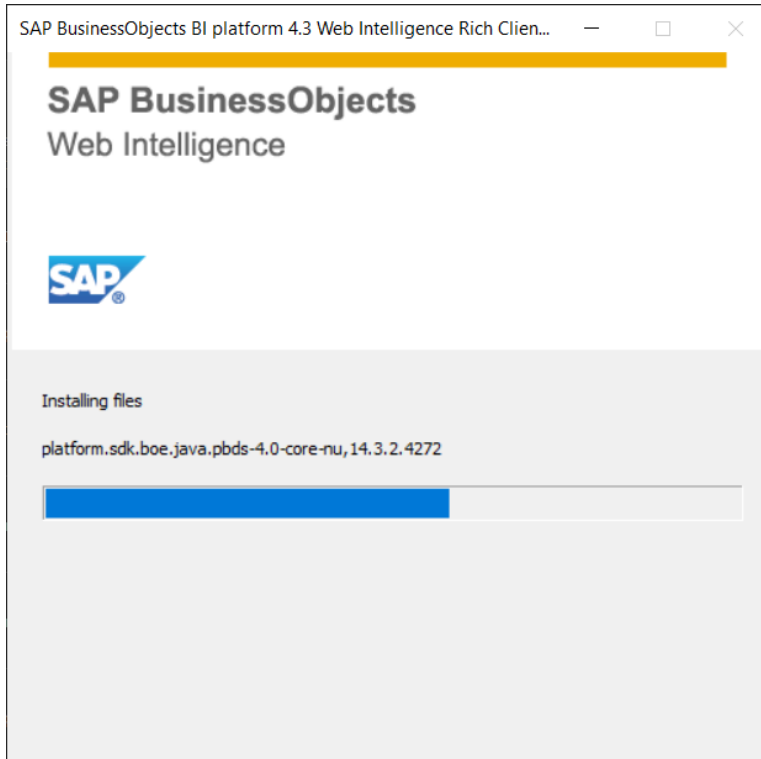 SAP BusinessObjects BI platform 4.3 Web Intelligence Rich Clien...
SAP BusinessObjects
Web Intelligence
SAP®
Installing files
platform.sdk.boe.java.pbds-4.0-core-nu,14.3.2.4272